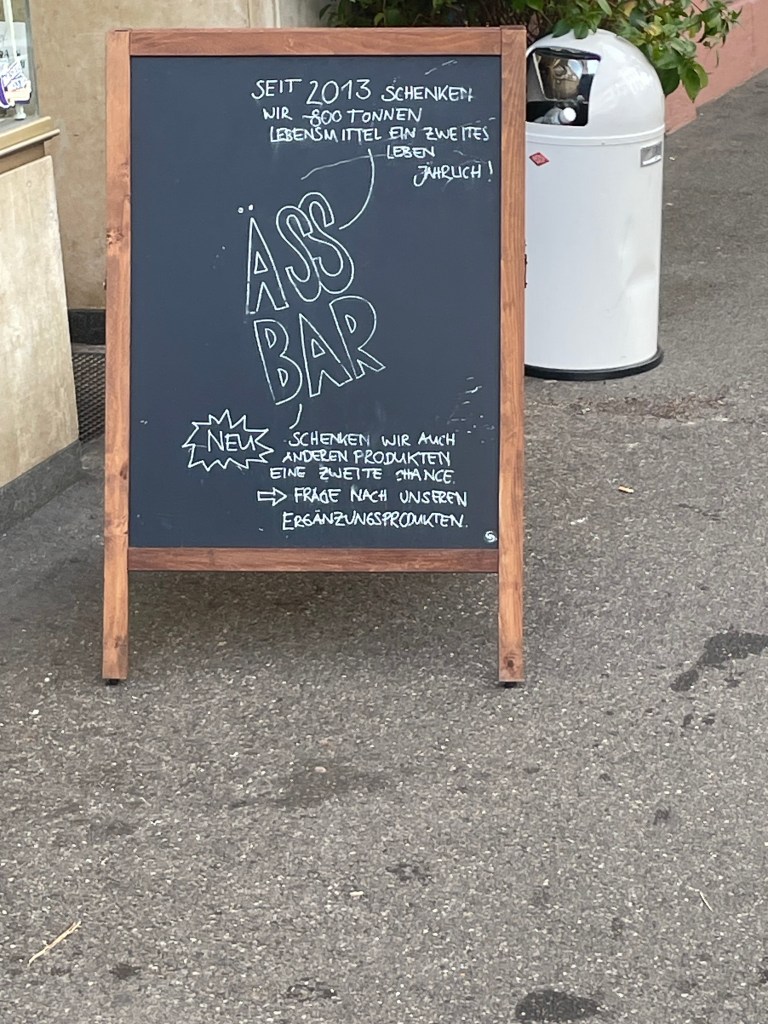 SEIT 2013 SCHENKEN
WIR ~800 TONNEN
LEBENSMITTEL EIN ZWEITES
LEBEN
JÄHRLICH!
ÄSS
BAR
NEU
SCHENKEN WIR AUCH
ANDEREN PRODUKTEN
EINE ZWEITE CHANCE.
⇨ FRAGE NACH UNSEREN
ERGÄNZUNGSPRODUKTEN.